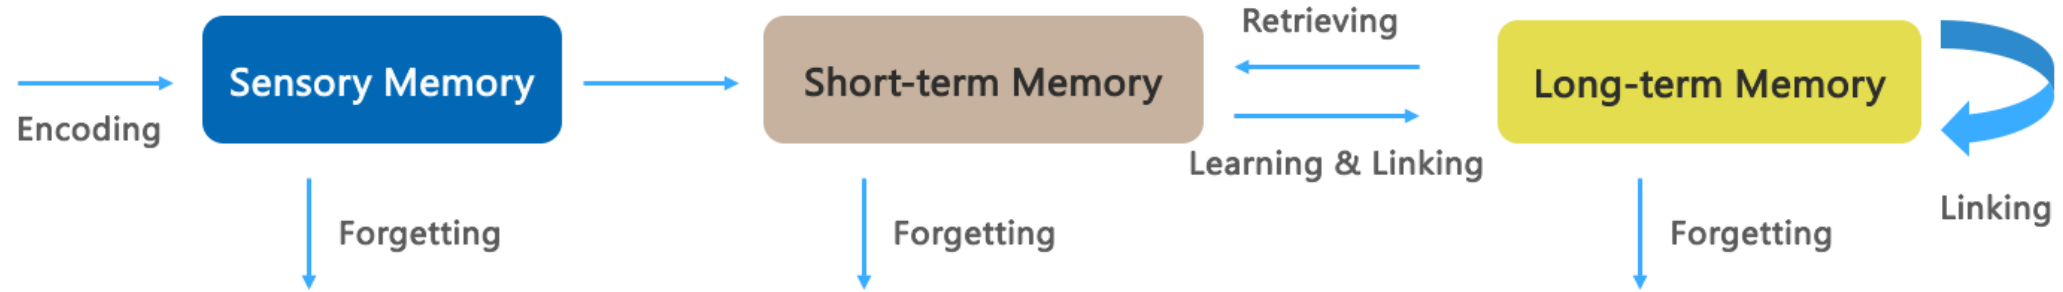 Encoding
Sensory Memory
Forgetting
Short-term Memory
Forgetting
Retrieving
Learning & Linking
Long-term Memory
Forgetting
Linking